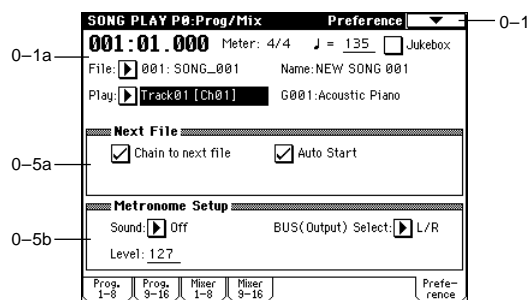 SONG PLAY P0:Prog/Mix Preference
0–1
001:01.000 Meter: 4/4 ♩= 135 Jukebox
0–1a
File: 001: SONG_001 Name:NEW SONG 001
Play: Track01 [Ch01] G001:Acoustic Piano
Next File
0–5a
Chain to next file Auto Start
Metronome Setup
Sound: Off BUS(Output) Select: L/R
0–5b
Level: 127
Prog. 1-8 Prog. 9-16 Mixer 1-8 Mixer 9-16 Prefe-rence